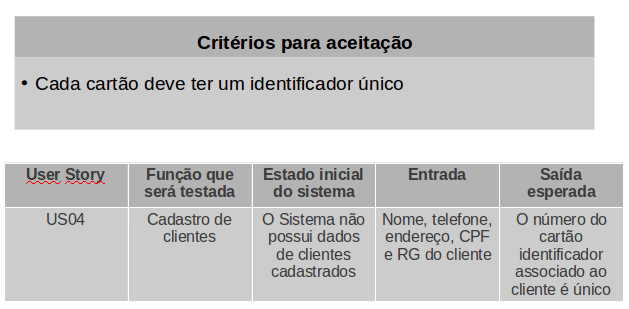 Critérios para aceitação
• Cada cartão deve ter um identificador único
User Story
Função que
será testada
Estado inicial
do sistema
Entrada
Saída
esperada
US04
Cadastro de
clientes
O Sistema não
possui dados
de clientes
cadastrados
Nome, telefone,
endereço, CPF
e RG do cliente
O número do
cartão
identificador
associado ao
cliente é único